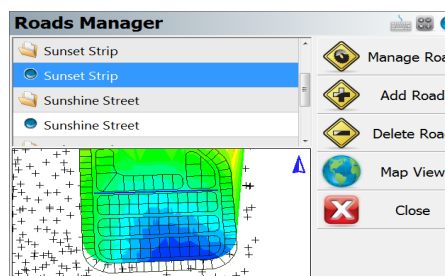 Roads Manager
Sunset Strip
Sunset Strip
Sunshine Street
Sunshine Street
Manage Roa
Add Road
Delete Roa
Map View
Close